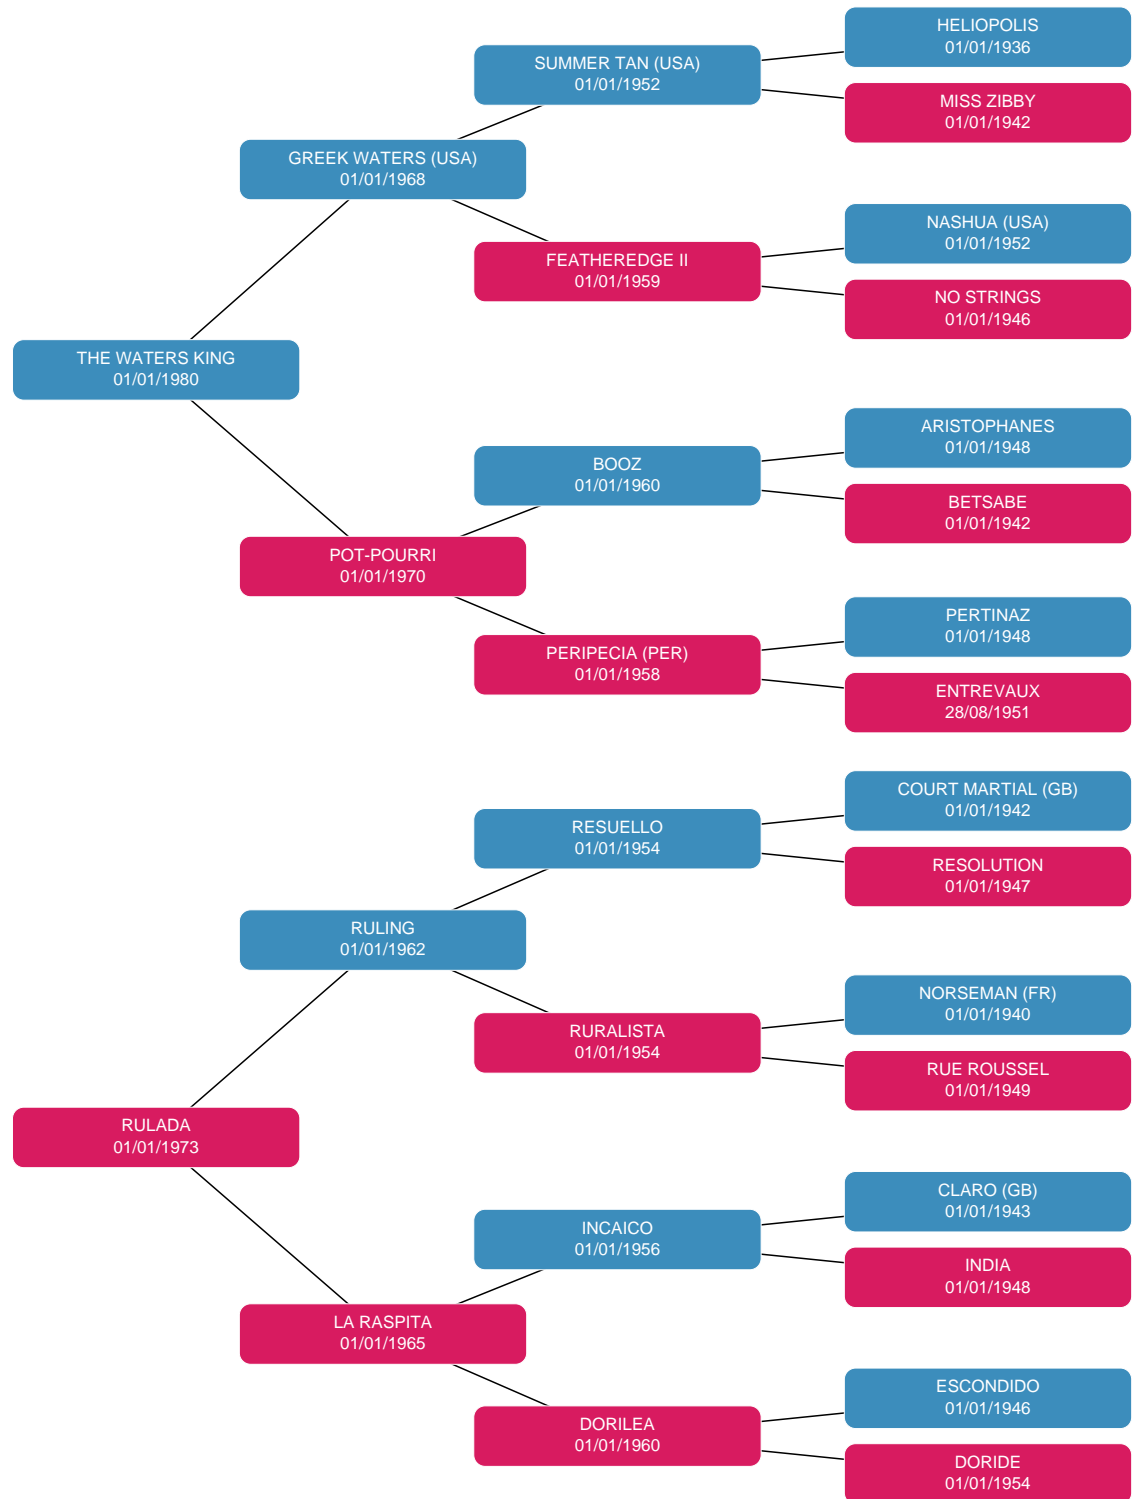 HELIOPOLIS
01/01/1936
SUMMER TAN (USA)
01/01/1952
MISS ZIBBY
01/01/1942
GREEK WATERS (USA)
01/01/1968
NASHUA (USA)
01/01/1952
FEATHEREDGE II
01/01/1959
NO STRINGS
01/01/1946
THE WATERS KING
01/01/1980
ARISTOPHANES
01/01/1948
BOOZ
01/01/1960
BETSABE
01/01/1942
POT-POURRI
01/01/1970
PERTINAZ
01/01/1948
PERIPECIA (PER)
01/01/1958
ENTREVAUX
28/08/1951
COURT MARTIAL (GB)
01/01/1942
RESUELLO
01/01/1954
RESOLUTION
01/01/1947
RULING
01/01/1962
NORSEMAN (FR)
01/01/1940
RURALISTA
01/01/1954
RUE ROUSSEL
01/01/1949
RULADA
01/01/1973
CLARO (GB)
01/01/1943
INCAICO
01/01/1956
INDIA
01/01/1948
LA RASPITA
01/01/1965
ESCONDIDO
01/01/1946
DORILEA
01/01/1960
DORIDE
01/01/1954